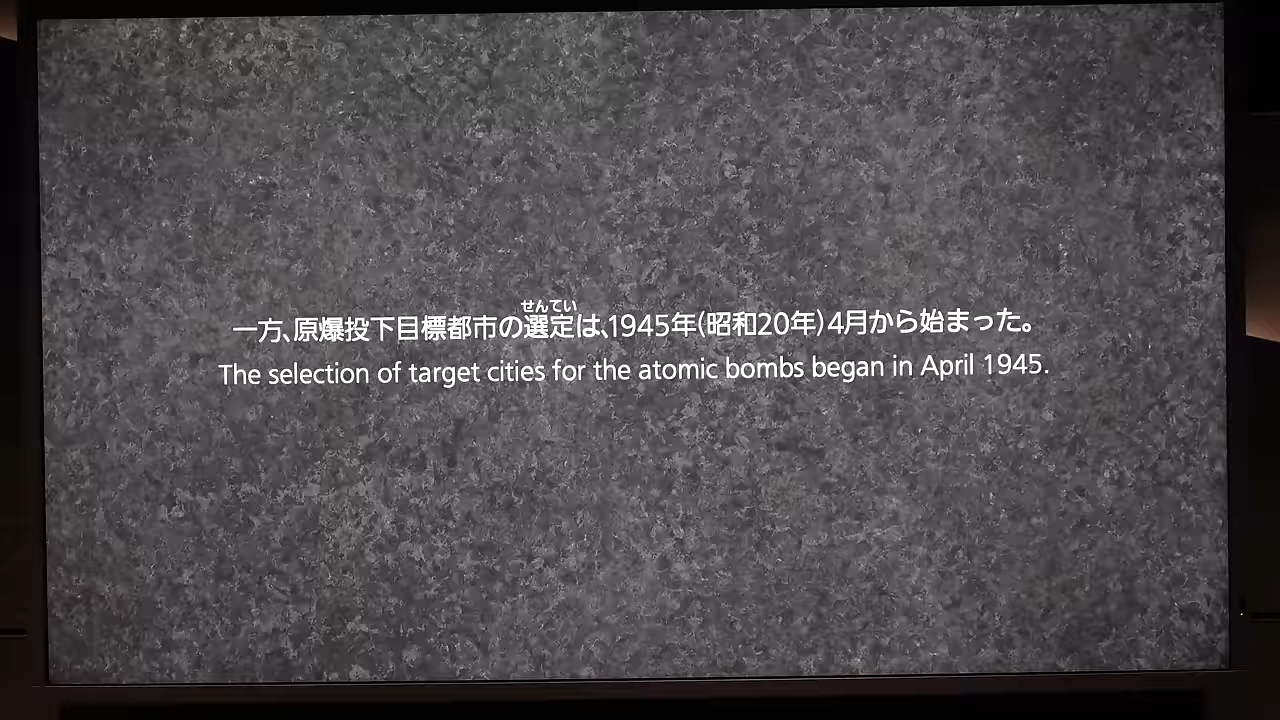 せんてい
一方、原爆投下目標都市の選定は、1945年(昭和20年)4月から始まった。
The selection of target cities for the atomic bombs began in April 1945.